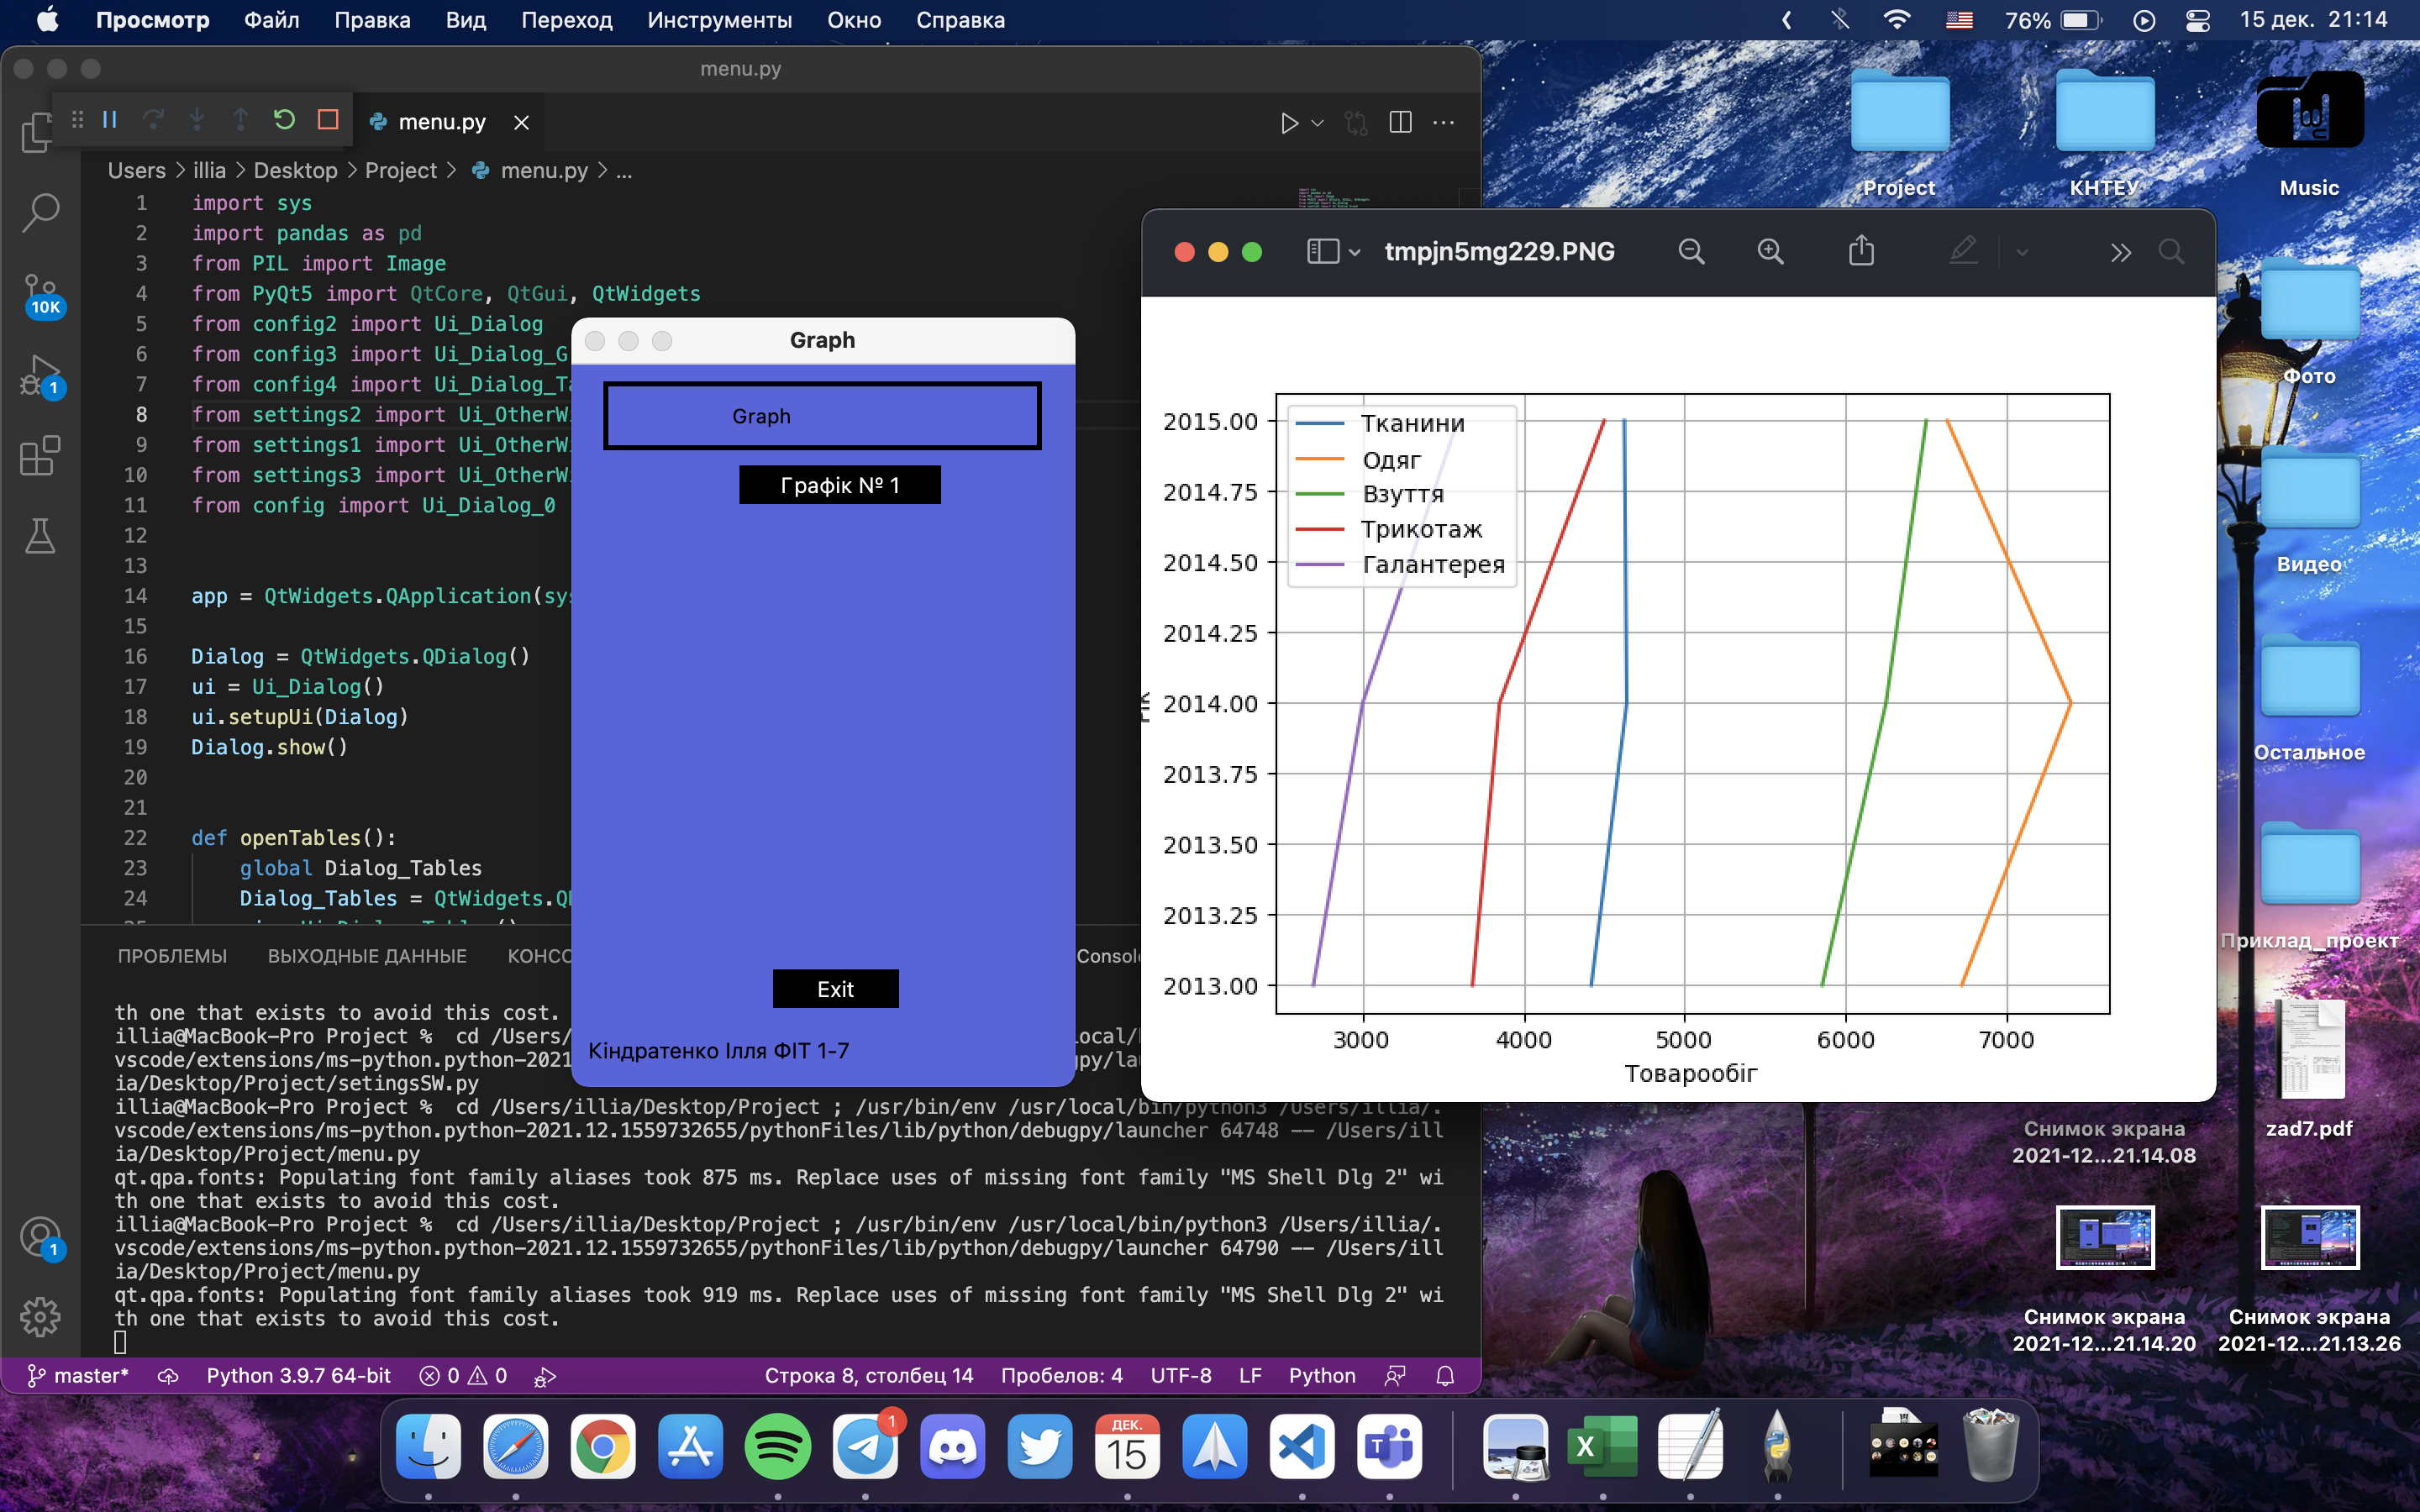 Просмотр Файл Правка Вид Переход Инструменты Окно Справка
76% 15 дек. 21:14
menu.py
menu.py
Users > illia > Desktop > Project > menu.py > ...
10K
1
1 import sys
2 import pandas as pd
3 from PIL import Image
4 from PyQt5 import QtCore, QtGui, QtWidgets
5 from config2 import Ui_Dialog
6 from config3 import Ui_Dialog_G
7 from config4 import Ui_Dialog_Ta
8 from settings2 import Ui_OtherW
9 from settings1 import Ui_OtherW
10 from settings3 import Ui_OtherW
11 from config import Ui_Dialog_0
12
13
14 app = QtWidgets.QApplication(sys
15
16 Dialog = QtWidgets.QDialog()
17 ui = Ui_Dialog()
18 ui.setupUi(Dialog)
19 Dialog.show()
20
21
22 def openTables():
23 global Dialog_Tables
24 Dialog_Tables = QtWidgets.Q
1
ПРОБЛЕМЫ ВЫХОДНЫЕ ДАННЫЕ КОНСО
Consol
th one that exists to avoid this cost.
illia@MacBook-Pro Project % cd /Users/
vscode/extensions/ms-python.python-2021
ia/Desktop/Project/setingsSW.py
illia@MacBook-Pro Project % cd /Users/illia/Desktop/Project ; /usr/bin/env /usr/local/bin/python3 /Users/illia/.
vscode/extensions/ms-python.python-2021.12.1559732655/pythonFiles/lib/python/debugpy/launcher 64748 -- /Users/ill
ia/Desktop/Project/menu.py
qt.qpa.fonts: Populating font family aliases took 875 ms. Replace uses of missing font family "MS Shell Dlg 2" wi
th one that exists to avoid this cost.
illia@MacBook-Pro Project % cd /Users/illia/Desktop/Project ; /usr/bin/env /usr/local/bin/python3 /Users/illia/.
vscode/extensions/ms-python.python-2021.12.1559732655/pythonFiles/lib/python/debugpy/launcher 64790 -- /Users/ill
ia/Desktop/Project/menu.py
qt.qpa.fonts: Populating font family aliases took 919 ms. Replace uses of missing font family "MS Shell Dlg 2" wi
th one that exists to avoid this cost.
master* Python 3.9.7 64-bit 0 0 Строка 8, столбец 14 Пробелов: 4 UTF-8 LF Python
Graph
Graph
Графік № 1
Exit
Кіндратенко Ілля ФІТ 1-7
tmpjn5mg229.PNG
Тканини
Одяг
Взуття
Трикотаж
Галантерея
2015.00
2014.75
2014.50
2014.25
2014.00
2013.75
2013.50
2013.25
2013.00
3000 4000 5000 6000 7000
Товарообіг
Project
КНТЕУ
Music
Фото
Видео
Остальное
Приклад_проект
zad7.pdf
Снимок экрана
2021-12...21.14.08
Снимок экрана
2021-12...21.14.20
Снимок экрана
2021-12...21.13.26
1
ДЕК.
15